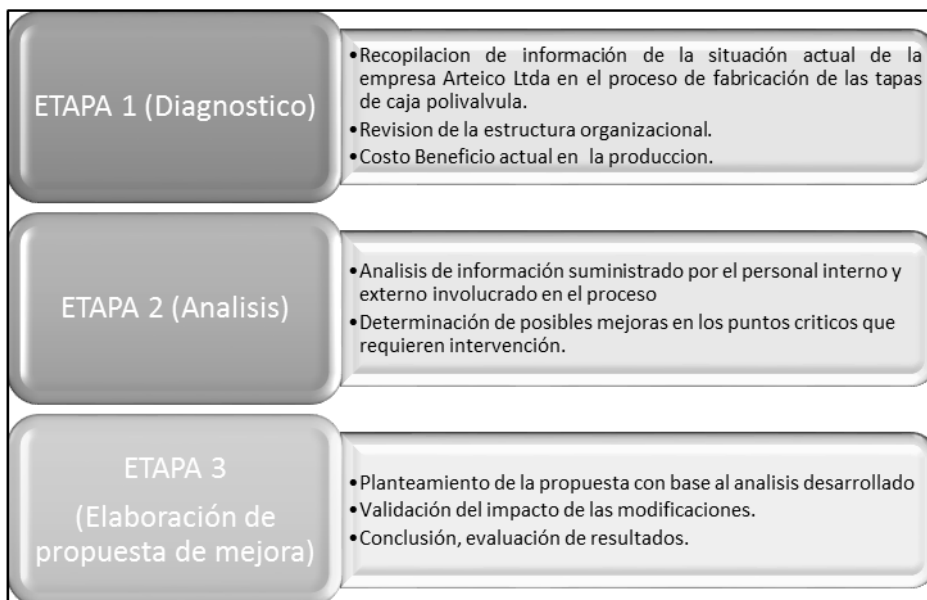 ETAPA 1 (Diagnostico)
•Recopilacion de información de la situación actual de la
empresa Arteico Ltda en el proceso de fabricación de las tapas
de caja polivalvula.
•Revision de la estructura organizacional.
•Costo Beneficio actual en la produccion.
ETAPA 2 (Analisis)
•Analisis de información suministrado por el personal interno y
externo involucrado en el proceso
•Determinación de posibles mejoras en los puntos criticos que
requieren intervención.
ETAPA 3
(Elaboración de
propuesta de mejora)
•Planteamiento de la propuesta con base al analisis desarrollado
•Validación del impacto de las modificaciones.
•Conclusión, evaluación de resultados.